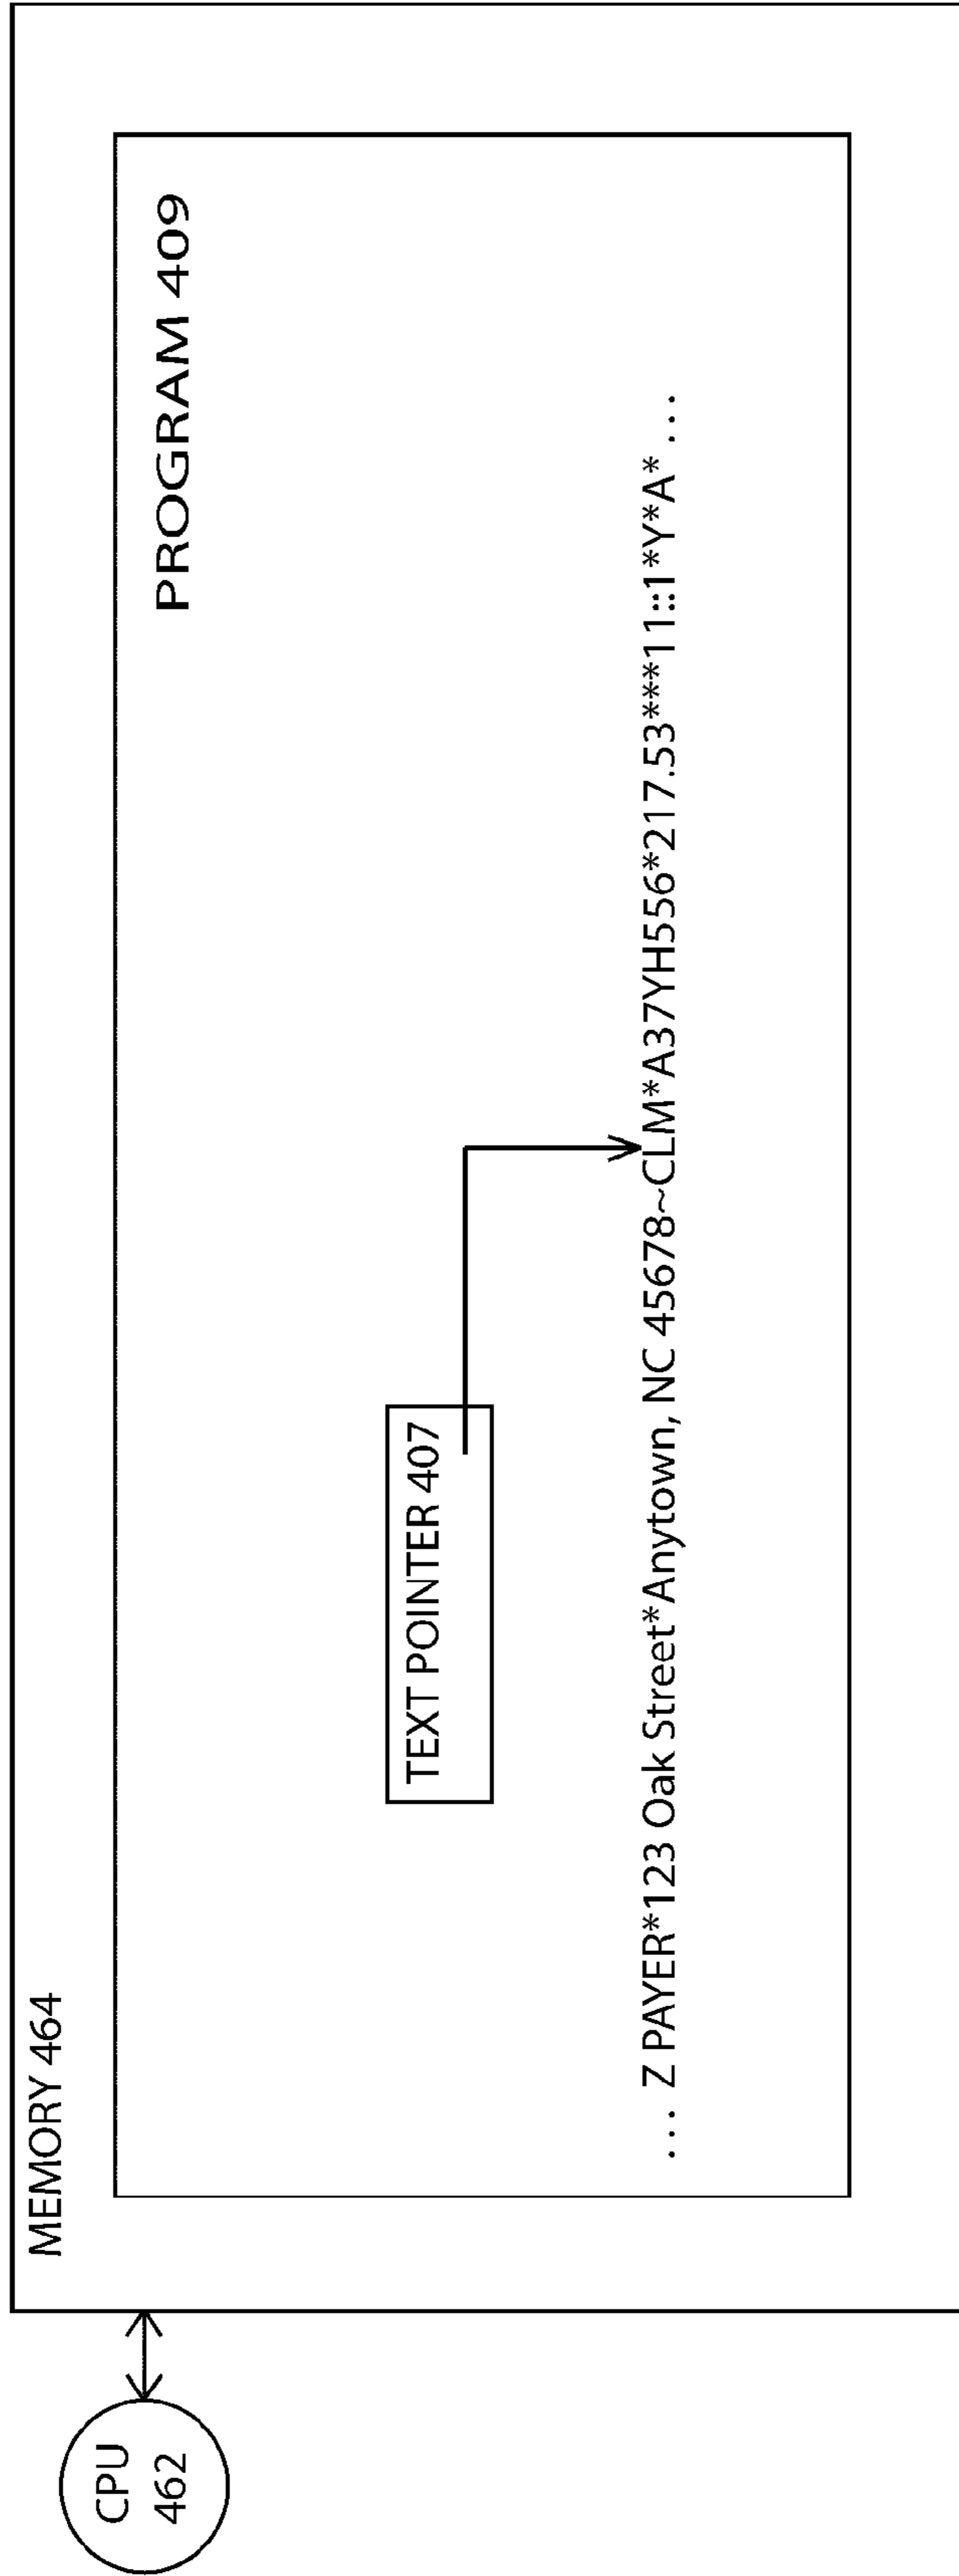 MEMORY 464
PROGRAM 409
TEXT POINTER 407
... Z PAYER*123 Oak Street*Anytown, NC 45678~CLM*A37YH556*217.53***11::1*Y*A* ...
CPU
462